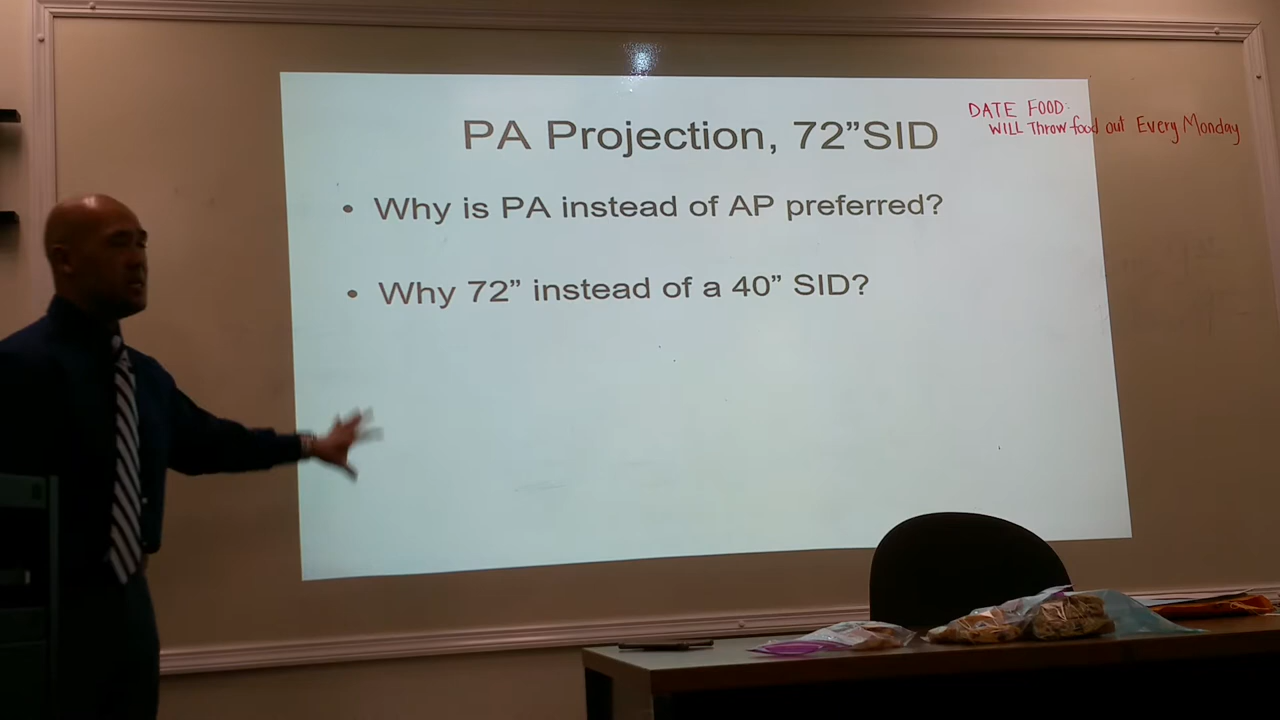 PA Projection, 72”SID
DATE FOOD:
WILL Throw food out Every Monday
• Why is PA instead of AP preferred?
• Why 72” instead of a 40” SID?